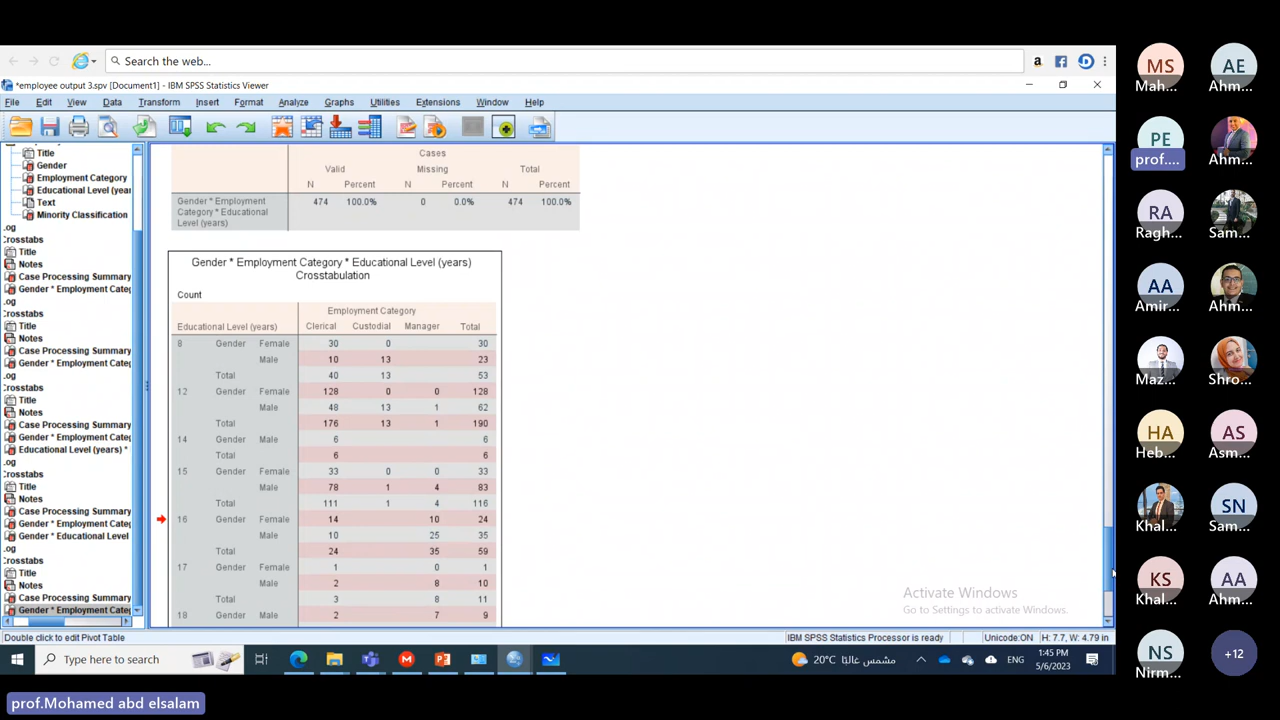 Search the web...
*employee output 3.spv [Document1] - IBM SPSS Statistics Viewer
File Edit View Data Transform Insert Format Analyze Graphs Utilities Extensions Window Help
Title
Gender
Employment Category
Educational Level (year
Text
Minority Classification
.og
Crosstabs
Title
Notes
Case Processing Summary
Gender * Employment Categ
.og
Crosstabs
Title
Notes
Case Processing Summary
Gender * Employment Categ
.og
Crosstabs
Title
Notes
Case Processing Summary
Gender * Employment Categ
Educational Level (years) *
.og
Crosstabs
Title
Notes
Case Processing Summary
Gender * Employment Categ
Gender * Educational Level
.og
Crosstabs
Title
Notes
Case Processing Summary
Gender * Employment Categ
Cases
Valid Missing Total
N Percent N Percent N Percent
Gender * Employment Category * Educational Level (years) 474 100.0% 0 0.0% 474 100.0%
Gender * Employment Category * Educational Level (years)
Crosstabulation
Count
Employment Category
Educational Level (years) Clerical Custodial Manager Total
8 Gender Female 30 0 30
Male 10 13 23
Total 40 13 53
12 Gender Female 128 0 0 128
Male 48 13 1 62
Total 176 13 1 190
14 Gender Male 6 6
Total 6 6
15 Gender Female 33 0 0 33
Male 78 1 4 83
Total 111 1 4 116
16 Gender Female 14 10 24
Male 10 25 35
Total 24 35 59
17 Gender Female 1 0 1
Male 2 8 10
Total 3 8 11
18 Gender Male 2 7 9
Activate Windows
Go to Settings to activate Windows.
Double click to edit Pivot Table
IBM SPSS Statistics Processor is ready
Unicode:ON H: 7.7, W: 4.79 in
Type here to search
20°C مشمس غالبًا
ENG
1:45 PM
5/6/2023
MS
Mah...
AE
Ahm...
PE
prof....
Ahm...
RA
Ragh...
Sam...
AA
Amir...
Ahm...
Maz...
Shro...
HA
Heb...
AS
Asm...
Khal...
SN
Sam...
KS
Khal...
AA
Ahm...
NS
Nirm...
+12
prof.Mohamed abd elsalam